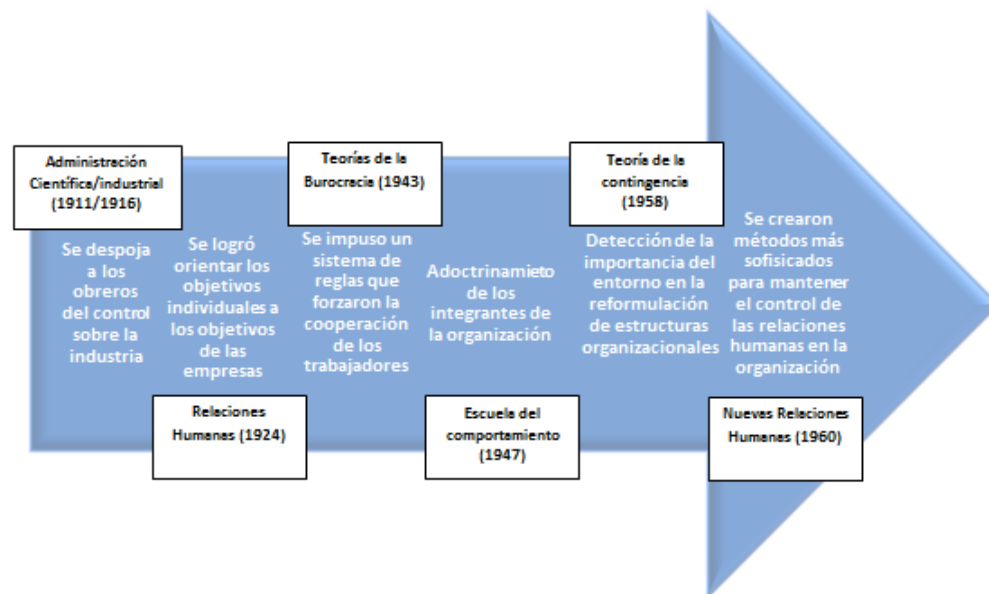 Administración
Científica/industrial
(1911/1916)
Se despoja
a los
obreros
del control
sobre la
industria
Se logró
orientar los
objetivos
individuales a
los objetivos
de las
empresas
Relaciones
Humanas (1924)
Teorías de la
Burocracia (1943)
Se impuso un
sistema de
reglas que
forzaron la
cooperación
de los
trabajadores
Adoctrinamieto
de los
integrantes de
la organización
Escuela del
comportamiento
(1947)
Teoría de la
contingencia
(1958)
Detección de la
importancia del
entorno en la
reformulación
de estructuras
organizacionales
Se crearon
métodos más
sofisicados
para mantener
el control de
las relaciones
humanas en la
organización
Nuevas Relaciones
Humanas (1960)